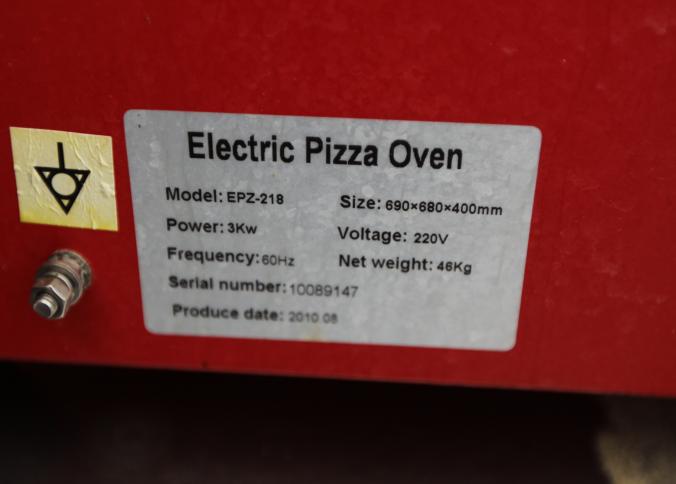 Electric Pizza Oven
Model: EPZ-218 Size: 690×680×400mm
Power: 3Kw Voltage: 220V
Frequency: 60Hz Net weight: 46Kg
Serial number: 10089147
Produce date: 2010 08